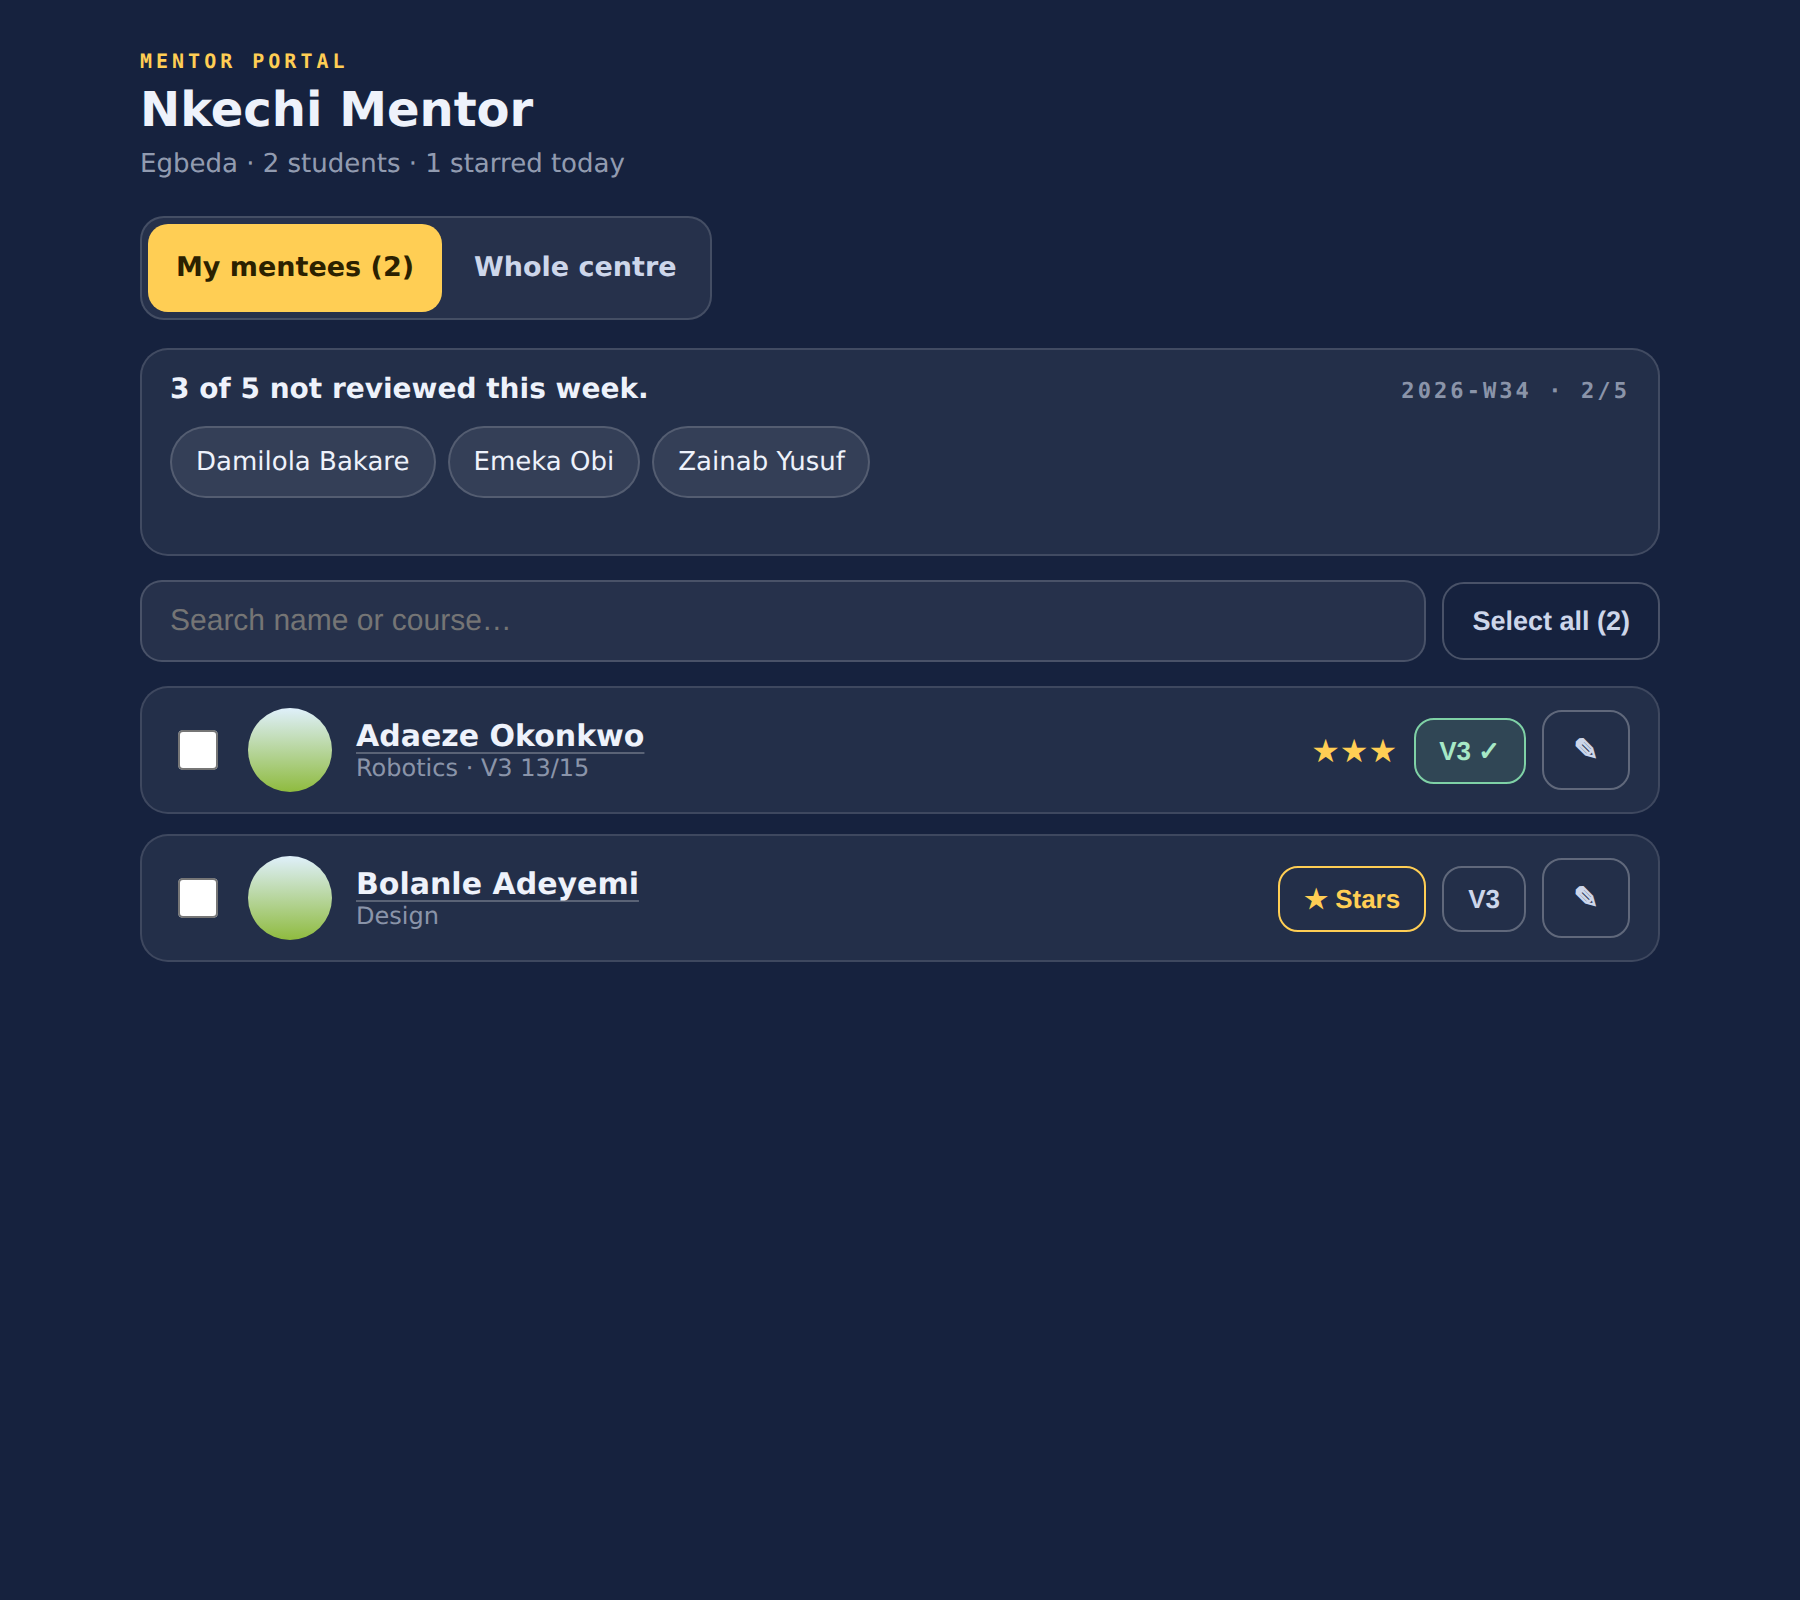 MENTOR PORTAL
Nkechi Mentor
Egbeda · 2 students · 1 starred today
My mentees (2) Whole centre
3 of 5 not reviewed this week. 2026-W34 · 2/5
Damilola Bakare Emeka Obi Zainab Yusuf
Search name or course… Select all (2)
Adaeze Okonkwo
Robotics · V3 13/15
★★★ V3 ✓ ✎
Bolanle Adeyemi
Design
★ Stars V3 ✎